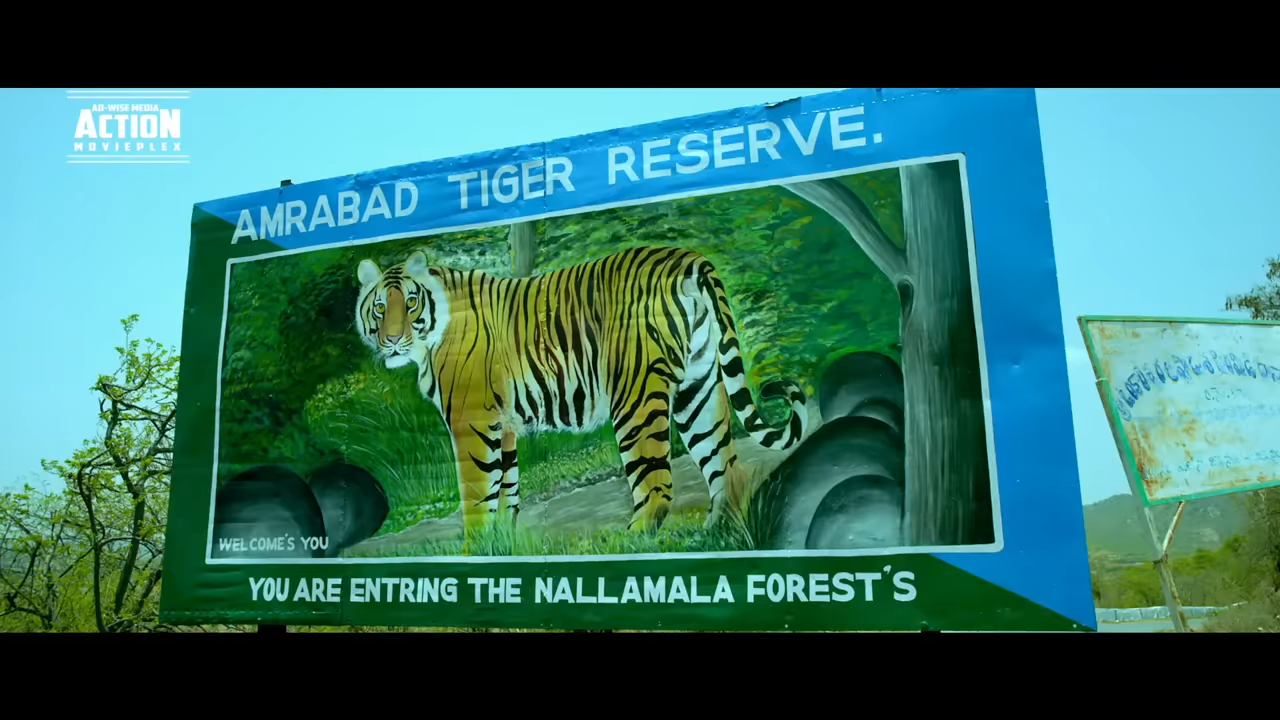 AD-WISE MEDIA
ACTION
MOVIEPLEX
AMRABAD TIGER RESERVE.
WELCOME'S YOU
YOU ARE ENTRING THE NALLAMALA FOREST'S